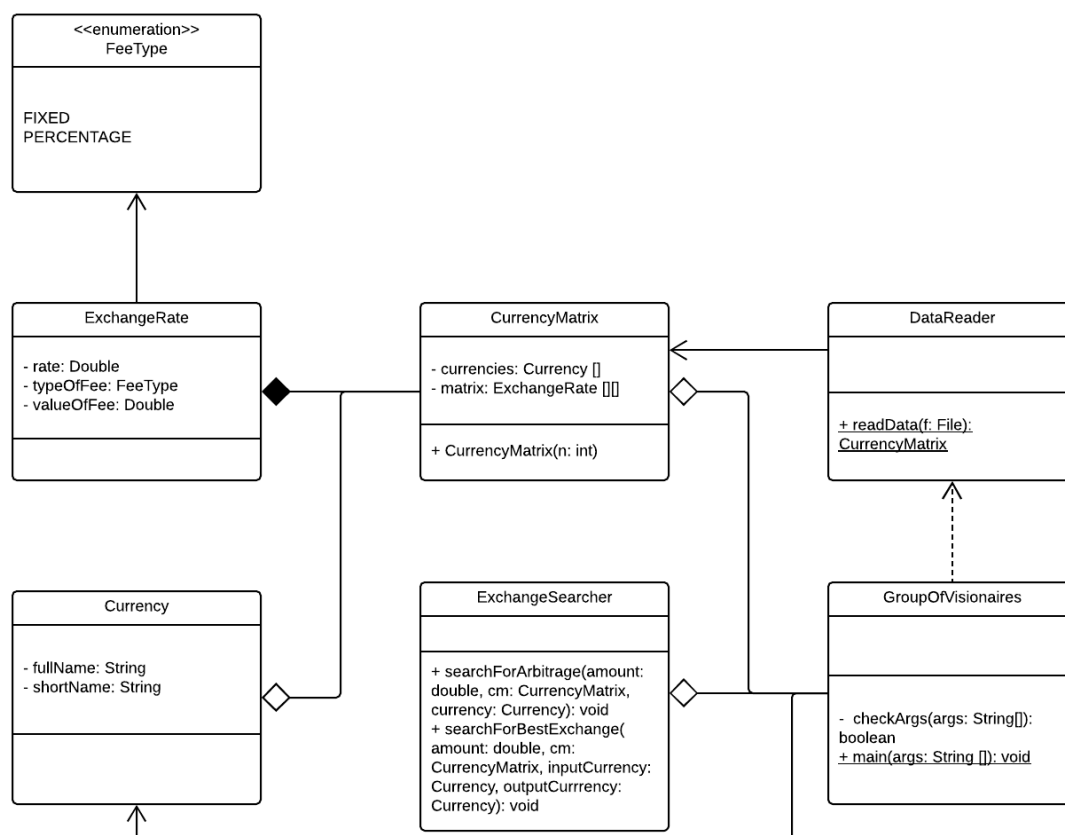 <<enumeration>>
FeeType
FIXED
PERCENTAGE
ExchangeRate
- rate: Double
- typeOfFee: FeeType
- valueOfFee: Double
CurrencyMatrix
- currencies: Currency []
- matrix: ExchangeRate [][]
+ CurrencyMatrix(n: int)
DataReader
+ readData(f: File):
CurrencyMatrix
Currency
- fullName: String
- shortName: String
ExchangeSearcher
+ searchForArbitrage(amount:
double, cm: CurrencyMatrix,
currency: Currency): void
+ searchForBestExchange(
amount: double, cm:
CurrencyMatrix, inputCurrency:
Currency, outputCurrrency:
Currency): void
GroupOfVisionaires
- checkArgs(args: String[]):
boolean
+ main(args: String []): void